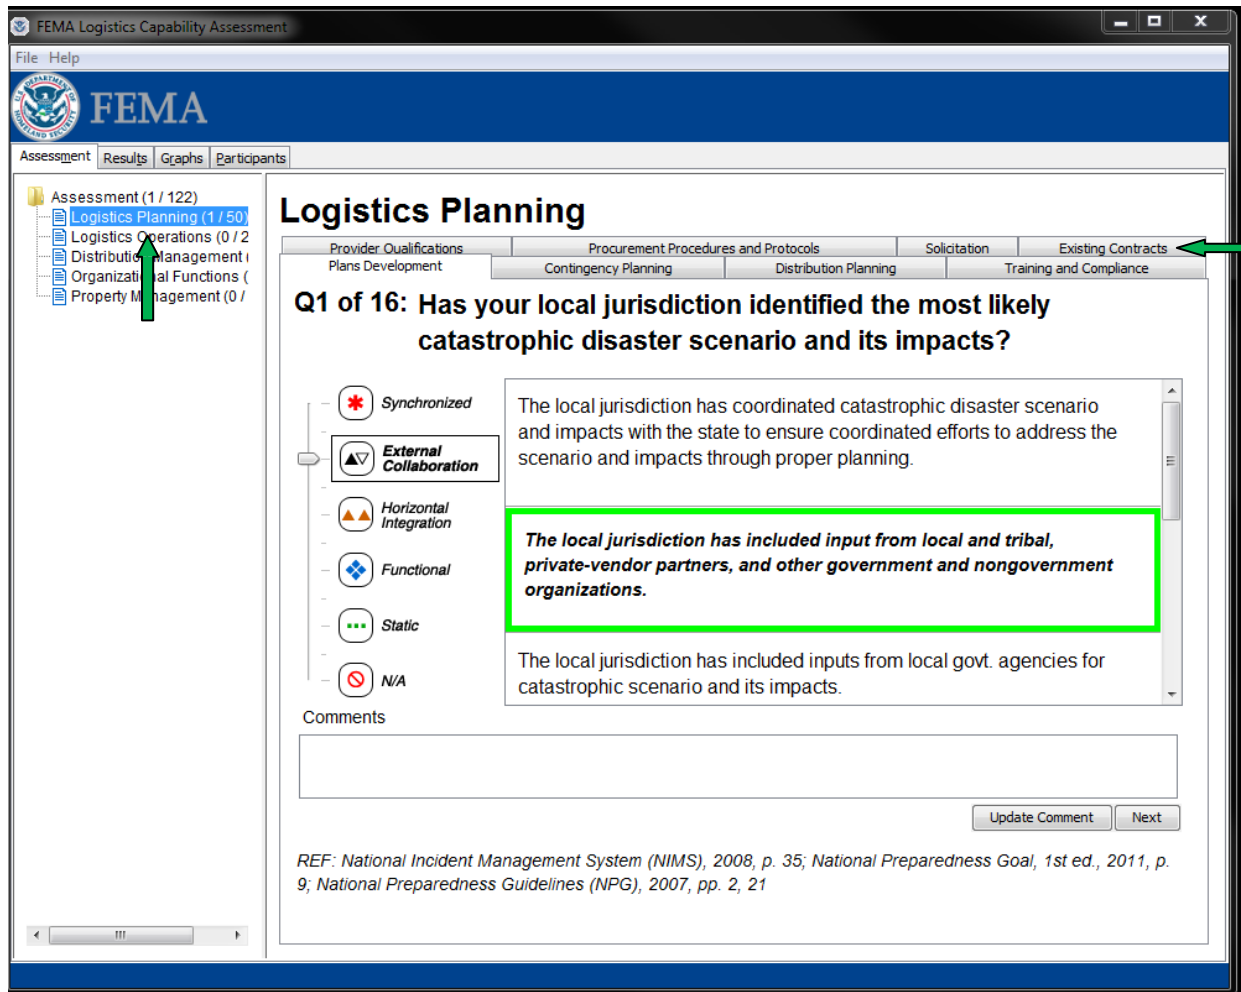 FEMA Logistics Capability Assessment
File Help
FEMA
Assessment Results Graphs Participants
Assessment (1 / 122)
Logistics Planning (1 / 50)
Logistics Operations (0 / 2
Distribution Management (
Organizational Functions (
Property Management (0 /
Logistics Planning
Provider Qualifications Procurement Procedures and Protocols Solicitation Existing Contracts
Plans Development Contingency Planning Distribution Planning Training and Compliance
Q1 of 16: Has your local jurisdiction identified the most likely
catastrophic disaster scenario and its impacts?
Synchronized
External
Collaboration
Horizontal
Integration
Functional
Static
N/A
The local jurisdiction has coordinated catastrophic disaster scenario
and impacts with the state to ensure coordinated efforts to address the
scenario and impacts through proper planning.
The local jurisdiction has included input from local and tribal,
private-vendor partners, and other government and nongovernment
organizations.
The local jurisdiction has included inputs from local govt. agencies for
catastrophic scenario and its impacts.
Comments
Update Comment Next
REF: National Incident Management System (NIMS), 2008, p. 35; National Preparedness Goal, 1st ed., 2011, p.
9; National Preparedness Guidelines (NPG), 2007, pp. 2, 21